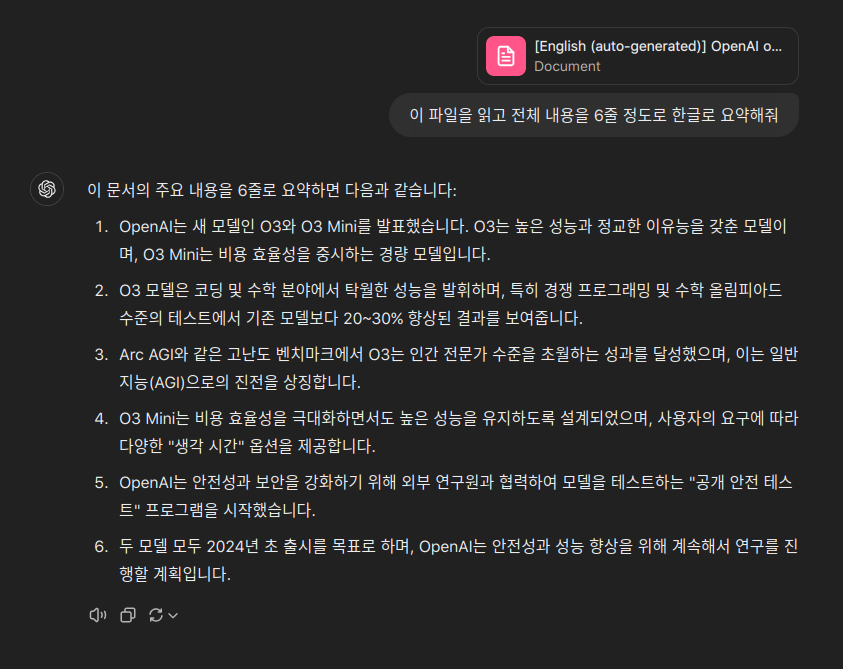 [English (auto-generated)] OpenAI o...
Document
이 파일을 읽고 전체 내용을 6줄 정도로 한글로 요약해줘
이 문서의 주요 내용을 6줄로 요약하면 다음과 같습니다:
1. OpenAI는 새 모델인 O3와 O3 Mini를 발표했습니다. O3는 높은 성능과 정교한 이유능을 갖춘 모델이
며, O3 Mini는 비용 효율성을 중시하는 경량 모델입니다.
2. O3 모델은 코딩 및 수학 분야에서 탁월한 성능을 발휘하며, 특히 경쟁 프로그래밍 및 수학 올림피아드
수준의 테스트에서 기존 모델보다 20~30% 향상된 결과를 보여줍니다.
3. Arc AGI와 같은 고난도 벤치마크에서 O3는 인간 전문가 수준을 초월하는 성과를 달성했으며, 이는 일반
지능(AGI)으로의 진전을 상징합니다.
4. O3 Mini는 비용 효율성을 극대화하면서도 높은 성능을 유지하도록 설계되었으며, 사용자의 요구에 따라
다양한 "생각 시간" 옵션을 제공합니다.
5. OpenAI는 안전성과 보안을 강화하기 위해 외부 연구원과 협력하여 모델을 테스트하는 "공개 안전 테스
트" 프로그램을 시작했습니다.
6. 두 모델 모두 2024년 초 출시를 목표로 하며, OpenAI는 안전성과 성능 향상을 위해 계속해서 연구를 진
행할 계획입니다.